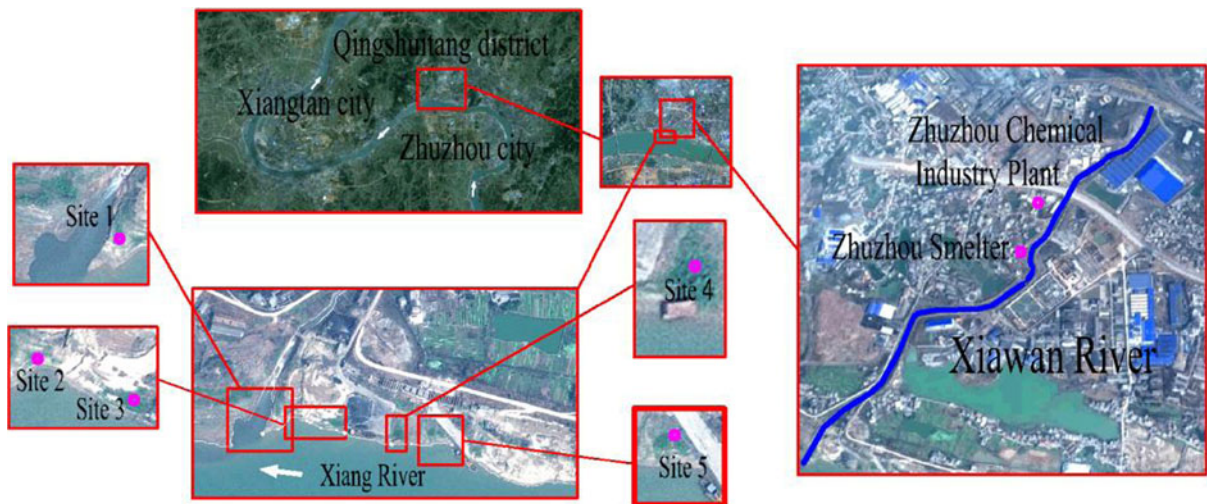 Qingshuitang district
Xiangtan city
Zhuzhou city
Zhuzhou Chemical
Industry Plant
Zhuzhou Smelter
Xiawan River
Site 1
Site 2
Site 3
Site 4
Site 5
Xiang River